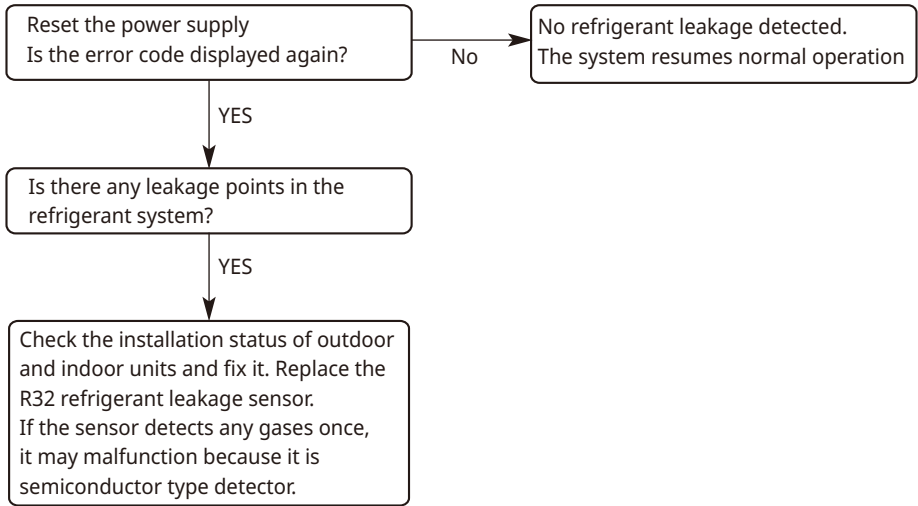 Reset the power supply
Is the error code displayed again?
No
No refrigerant leakage detected.
The system resumes normal operation
YES
Is there any leakage points in the
refrigerant system?
YES
Check the installation status of outdoor
and indoor units and fix it. Replace the
R32 refrigerant leakage sensor.
If the sensor detects any gases once,
it may malfunction because it is
semiconductor type detector.